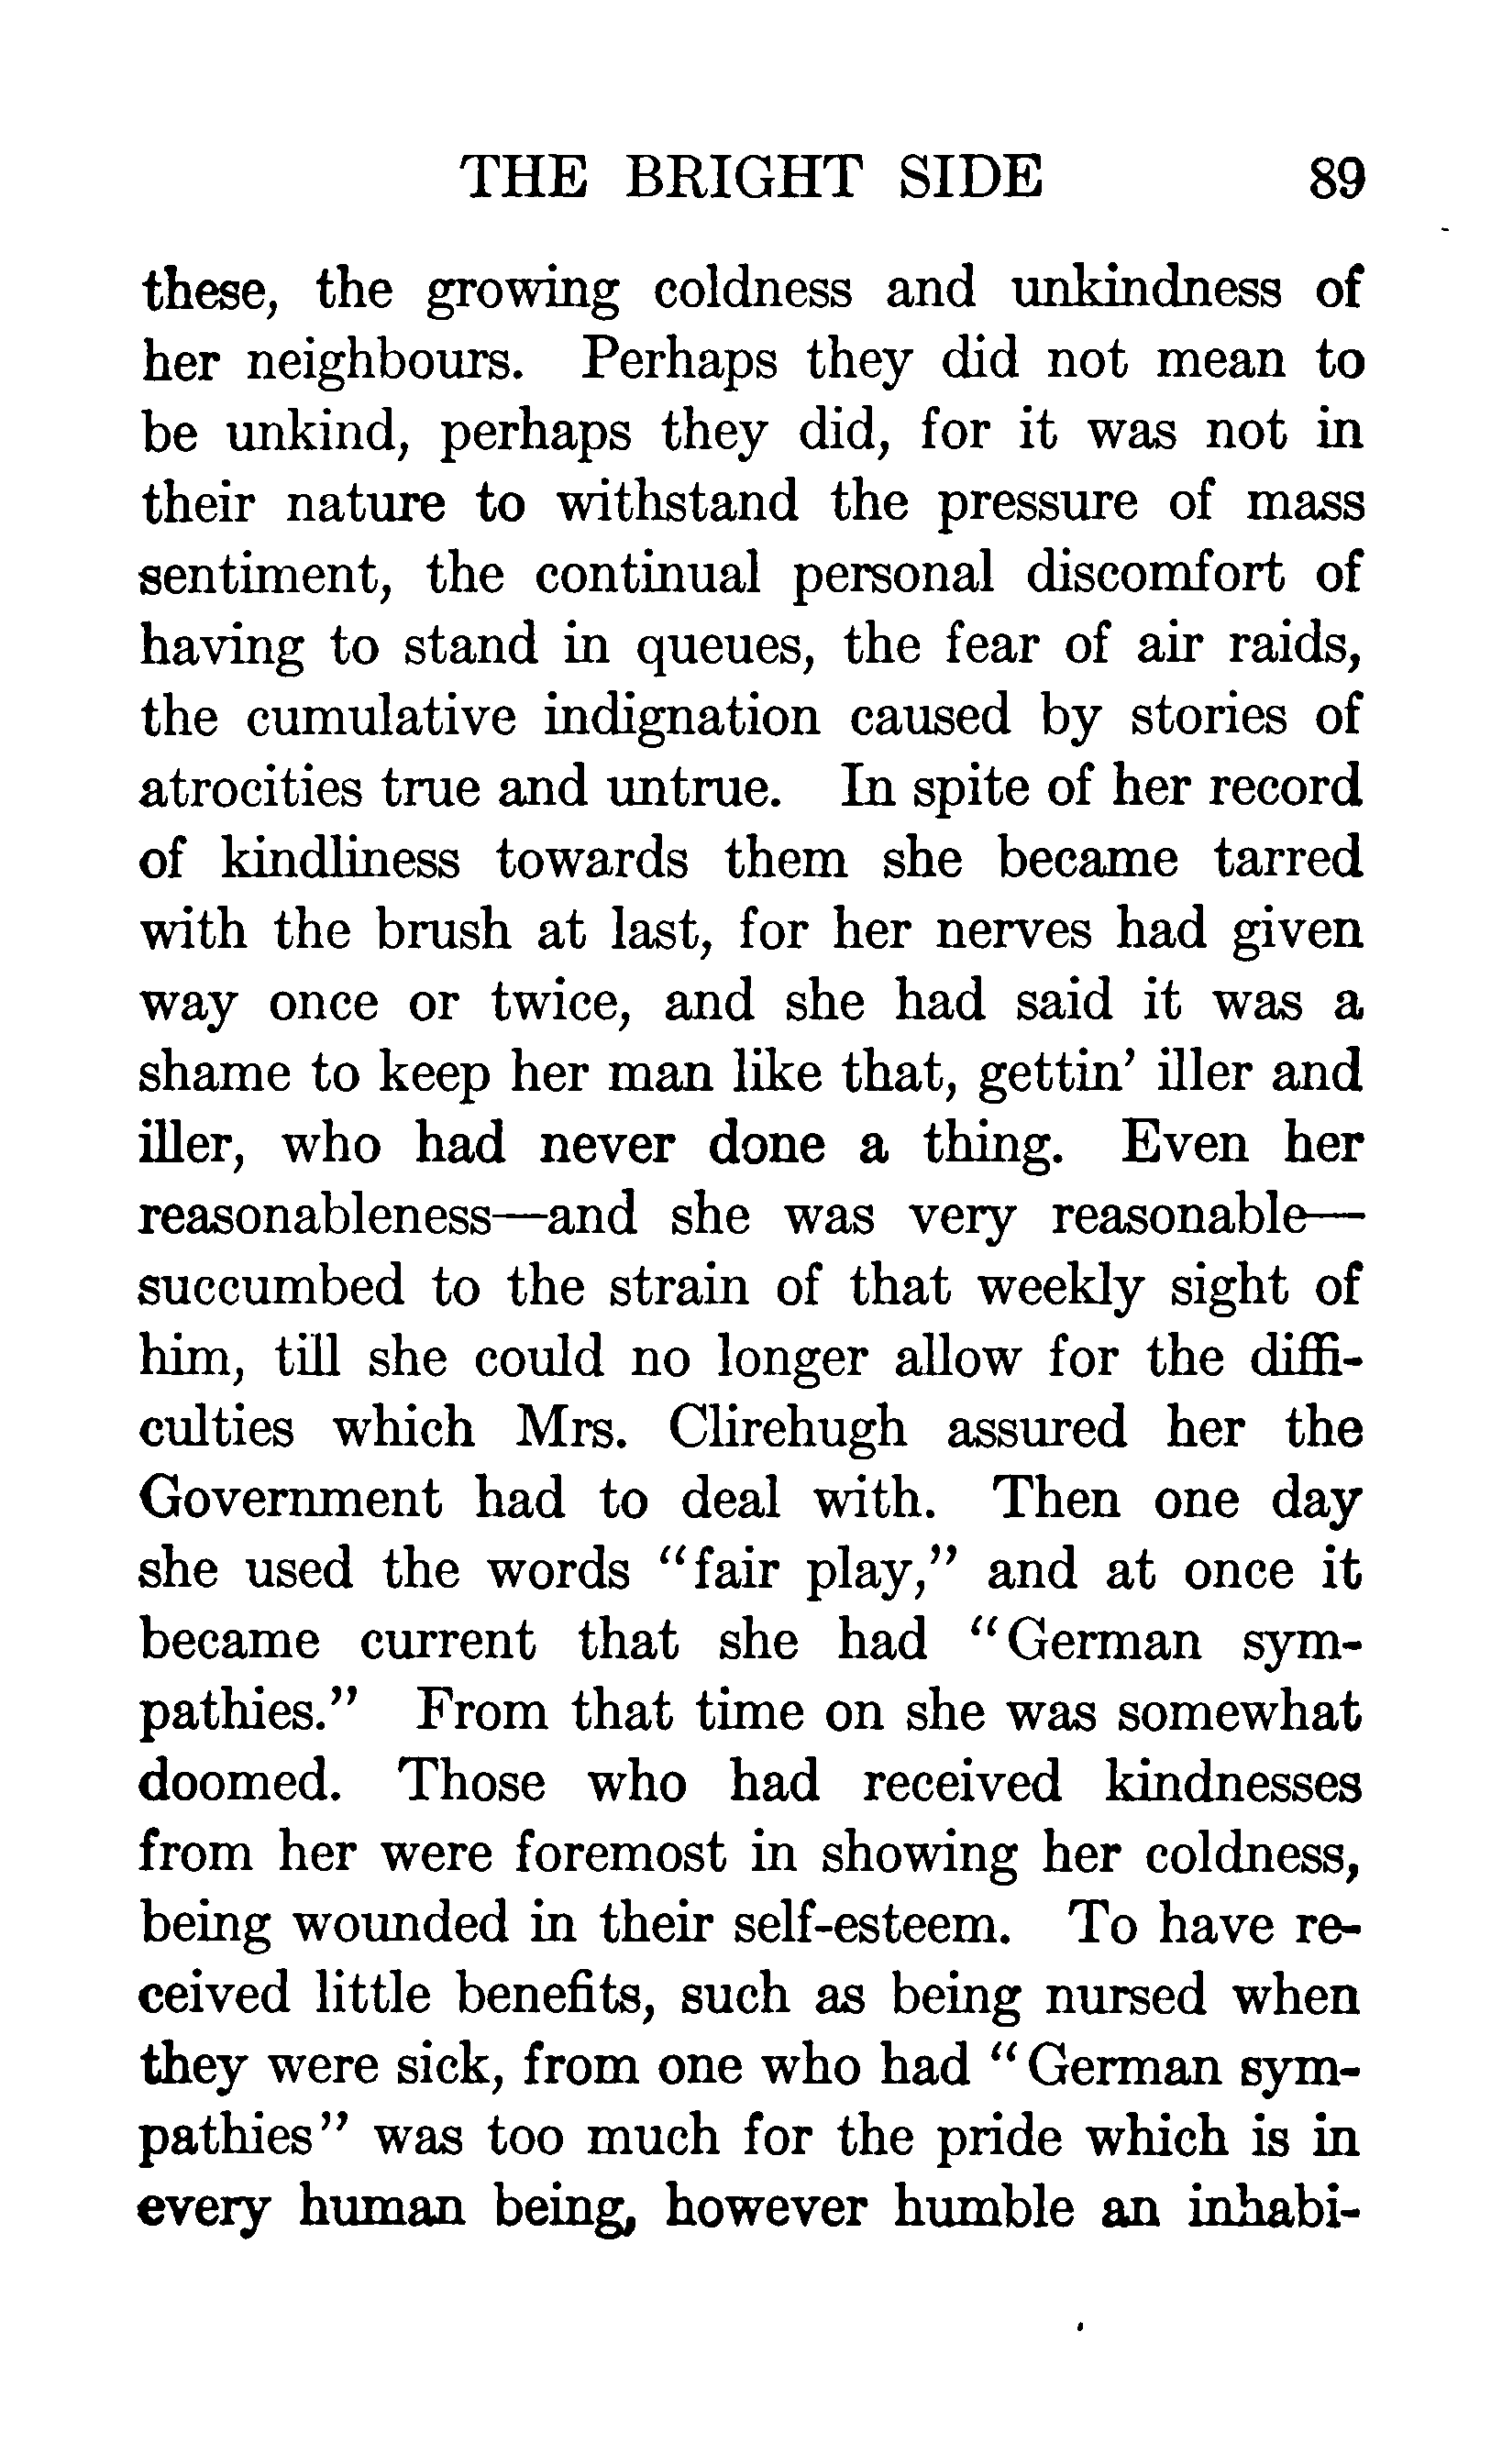 THE BRIGHT SIDE 89
these, the growing coldness and unkindness of
her neighbours. Perhaps they did not mean to
be unkind, perhaps they did, for it was not in
their nature to withstand the pressure of mass
sentiment, the continual personal discomfort of
having to stand in queues, the fear of air raids,
the cumulative indignation caused by stories of
atrocities true and untrue. In spite of her record
of kindliness towards them she became tarred
with the brush at last, for her nerves had given
way once or twice, and she had said it was a
shame to keep her man like that, gettin’ iller and
iller, who had never done a thing. Even her
reasonableness—and she was very reasonable—
succumbed to the strain of that weekly sight of
him, till she could no longer allow for the diffi-
culties which Mrs. Clirehugh assured her the
Government had to deal with. Then one day
she used the words “fair play,” and at once it
became current that she had “German sym-
pathies.” From that time on she was somewhat
doomed. Those who had received kindnesses
from her were foremost in showing her coldness,
being wounded in their self-esteem. To have re-
ceived little benefits, such as being nursed when
they were sick, from one who had “German sym-
pathies” was too much for the pride which is in
every human being, however humble an inhabi-